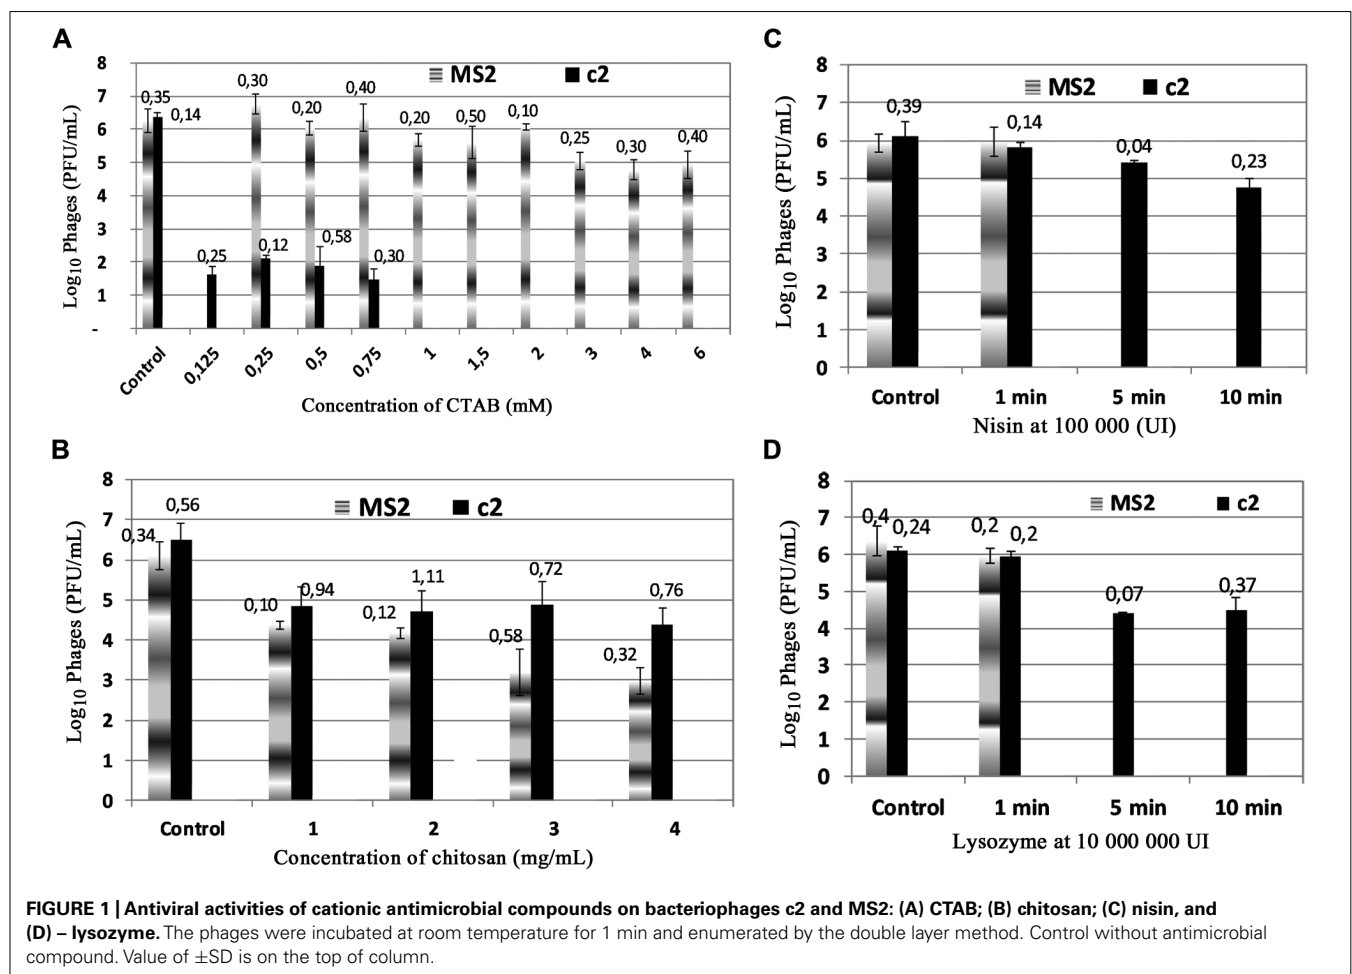 A
8
7
6
5
4
3
2
1
-
Log10 Phages (PFU/mL)
MS2 c2
0,35 0,14 0,25 0,30 0,12 0,20 0,58 0,40 0,30 0,20 0,50 0,10 0,25 0,30 0,40
Control 0,125 0,25 0,5 0,75 1 1,5 2 3 4 6
Concentration of CTAB (mM)
B
8
7
6
5
4
3
2
1
0
Log10 Phages (PFU/mL)
MS2 c2
0,34 0,56 0,10 0,94 0,12 1,11 0,58 0,72 0,32 0,76
Control 1 2 3 4
Concentration of chitosan (mg/mL)
C
8
7
6
5
4
3
2
1
0
Log10 Phages (PFU/mL)
MS2 c2
0,39 0,14 0,04 0,23
Control 1 min 5 min 10 min
Nisin at 100 000 (UI)
D
8
7
6
5
4
3
2
1
0
Log10 Phages (PFU/mL)
MS2 c2
0,4 0,24 0,2 0,2 0,07 0,37
Control 1 min 5 min 10 min
Lysozyme at 10 000 000 UI
FIGURE 1 | Antiviral activities of cationic antimicrobial compounds on bacteriophages c2 and MS2: (A) CTAB; (B) chitosan; (C) nisin, and
(D) – lysozyme. The phages were incubated at room temperature for 1 min and enumerated by the double layer method. Control without antimicrobial
compound. Value of ±SD is on the top of column.